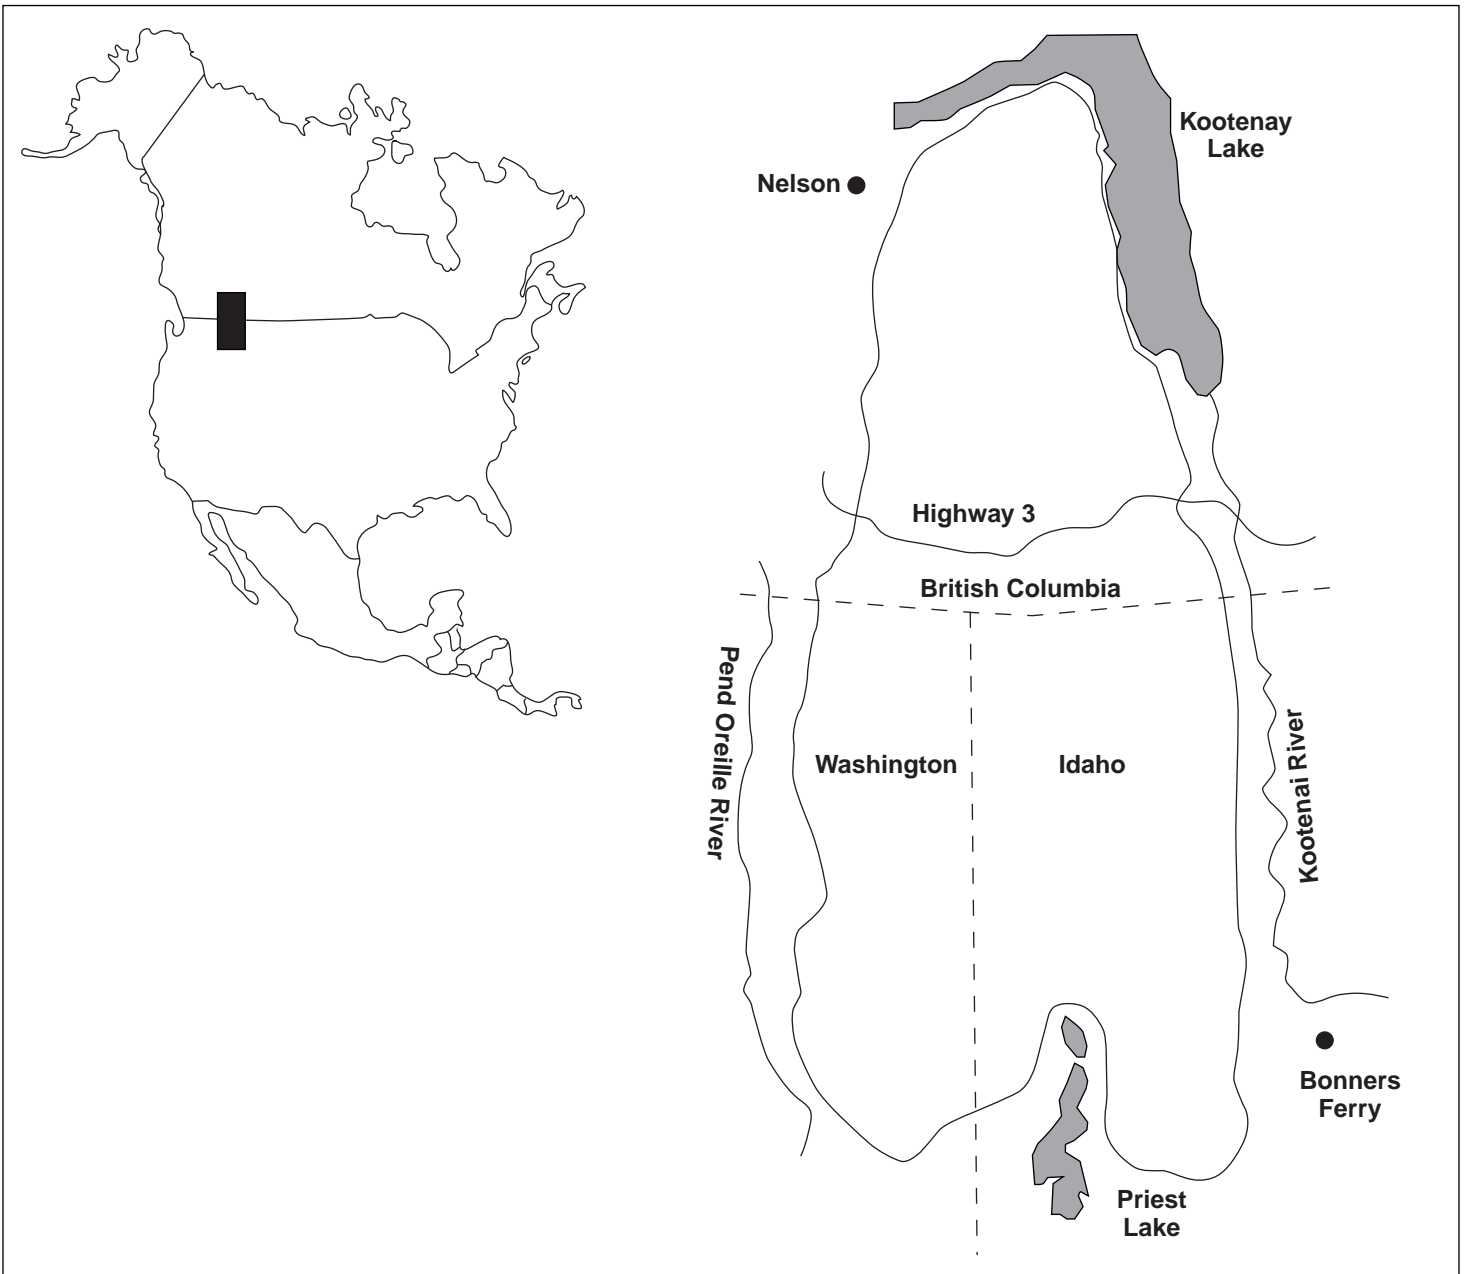 Kootenay
Lake
Nelson
Highway 3
British Columbia
Pend Oreille River
Washington
Idaho
Kootenai River
Bonners
Ferry
Priest
Lake